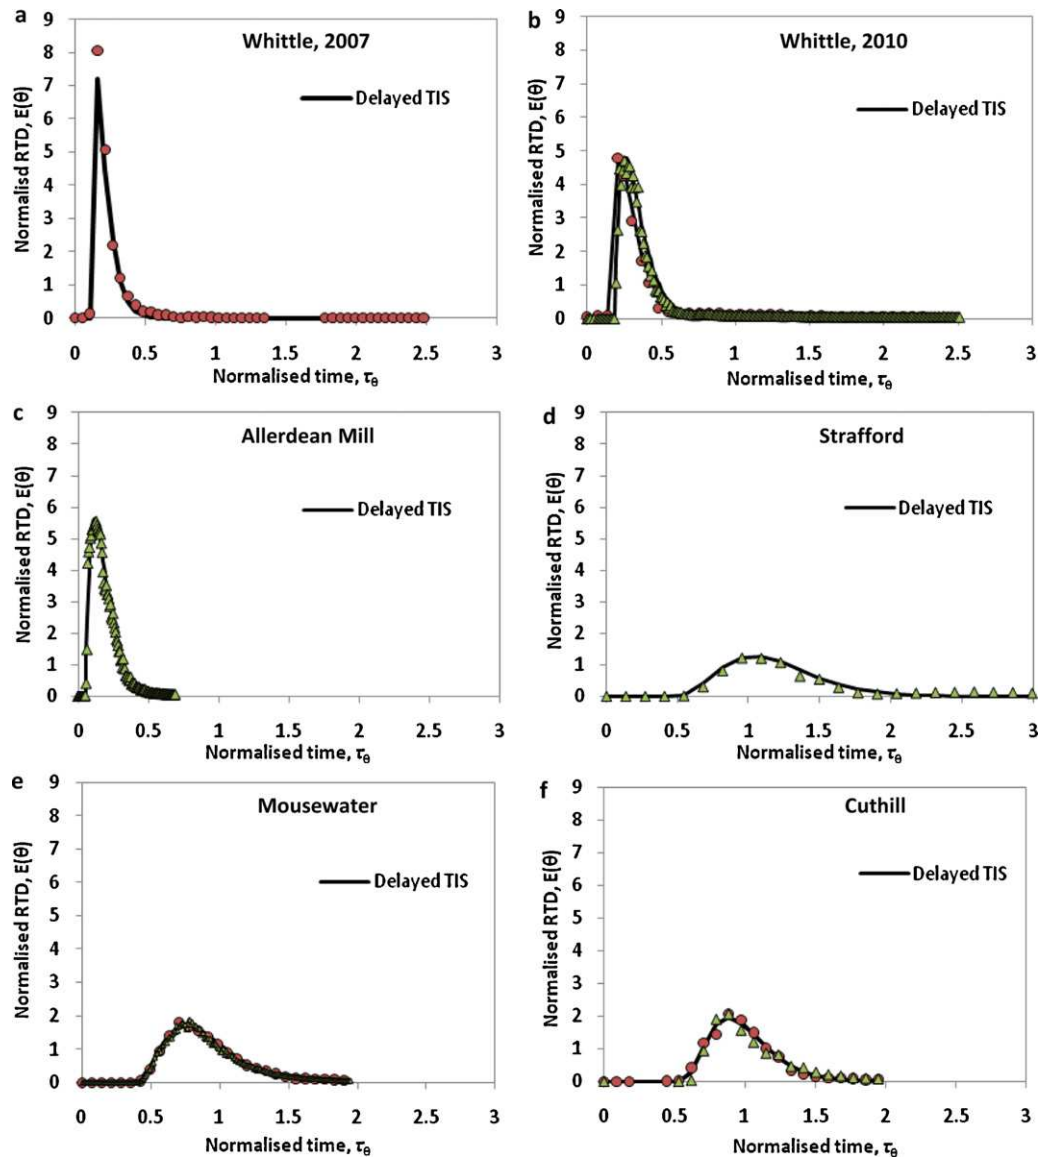 a
Whittle, 2007
Delayed TIS
Normalised RTD, E(θ)
9
8
7
6
5
4
3
2
1
0
0 0.5 1 1.5 2 2.5 3
Normalised time, τθ
b
Whittle, 2010
Delayed TIS
Normalised RTD, E(θ)
9
8
7
6
5
4
3
2
1
0
0 0.5 1 1.5 2 2.5 3
Normalised time, τθ
c
Allerdean Mill
Delayed TIS
Normalised RTD, E(θ)
9
8
7
6
5
4
3
2
1
0
0 0.5 1 1.5 2 2.5 3
Normalised time, τθ
d
Strafford
Delayed TIS
Normalised RTD, E(θ)
9
8
7
6
5
4
3
2
1
0
0 0.5 1 1.5 2 2.5 3
Normalised time, τθ
e
Mousewater
Delayed TIS
Normalised RTD, E(θ)
9
8
7
6
5
4
3
2
1
0
0 0.5 1 1.5 2 2.5 3
Normalised time, τθ
f
Cuthill
Delayed TIS
Normalised RTD, E(θ)
9
8
7
6
5
4
3
2
1
0
0 0.5 1 1.5 2 2.5 3
Normalised time, τθ